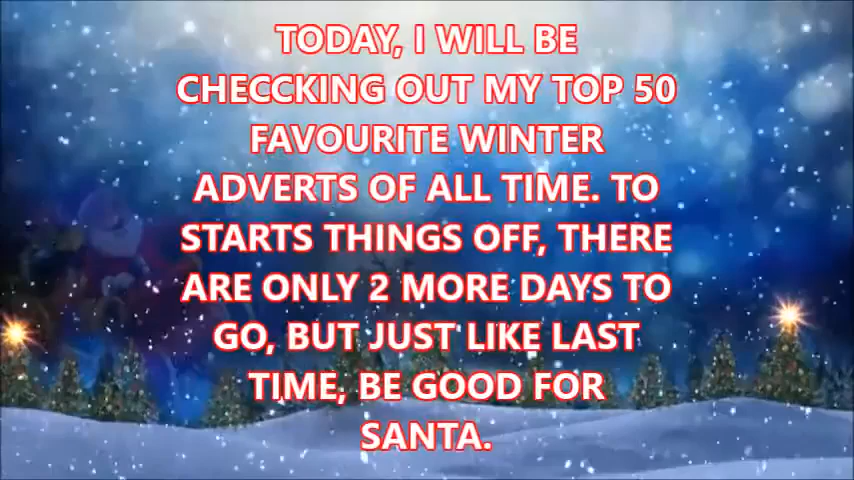 TODAY, I WILL BE
CHECCKING OUT MY TOP 50
FAVOURITE WINTER
ADVERTS OF ALL TIME. TO
STARTS THINGS OFF, THERE
ARE ONLY 2 MORE DAYS TO
GO, BUT JUST LIKE LAST
TIME, BE GOOD FOR
SANTA.